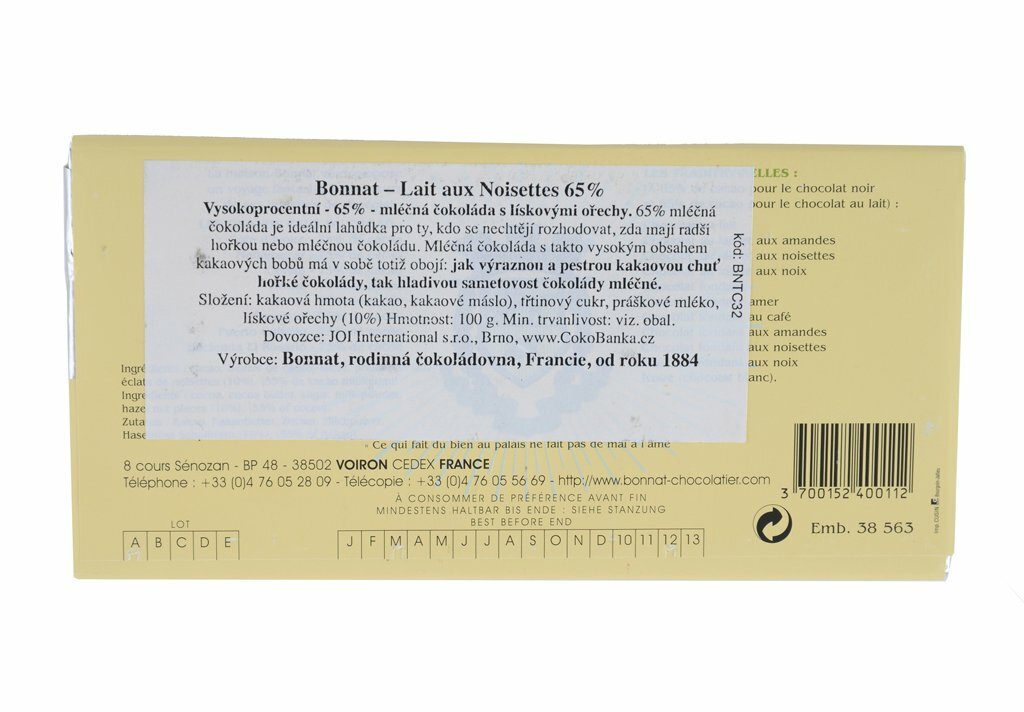 Bonnat – Lait aux Noisettes 65%
Vysokoprocentní - 65% - mléčná čokoláda s lískovými ořechy. 65% mléčná
čokoláda je ideální lahůdka pro ty, kdo se nechtějí rozhodovat, zda mají radši
hořkou nebo mléčnou čokoládu. Mléčná čokoláda s takto vysokým obsahem
kakaových bobů má v sobě totiž obojí: jak výraznou a pestrou kakaovou chuť
hořké čokolády, tak hladivou sametovost čokolády mléčné.
Složení: kakaová hmota (kakao, kakaové máslo), třtinový cukr, práškové mléko,
lískové ořechy (10%) Hmotnost: 100 g. Min. trvanlivost: viz. obal.
Dovozce: JOI International s.r.o., Brno, www.CokoBanka.cz
Výrobce: Bonnat, rodinná čokoládovna, Francie, od roku 1884
kód: BNTC32
ELLES :
pour le chocolat noir
pour le chocolat au lait) :
aux amandes
aux noisettes
aux noix
amer
au café
aux amandes
aux noisettes
aux noix
blanc).
" Ce qui fait du bien au palais ne fait pas de mal à l'âme
8 cours Sénozan - BP 48 - 38502 VOIRON CEDEX FRANCE
Téléphone : +33 (0)4 76 05 28 09 - Télécopie : +33 (0)4 76 05 56 69 - http://www.bonnat-chocolatier.com
À CONSOMMER DE PRÉFÉRENCE AVANT FIN
MINDESTENS HALTBAR BIS ENDE : SIEHE STANZUNG
BEST BEFORE END
LOT
A B C D E
J F M A M J J A S O N D 10 11 12 13
3 700152 400112
Emb. 38 563